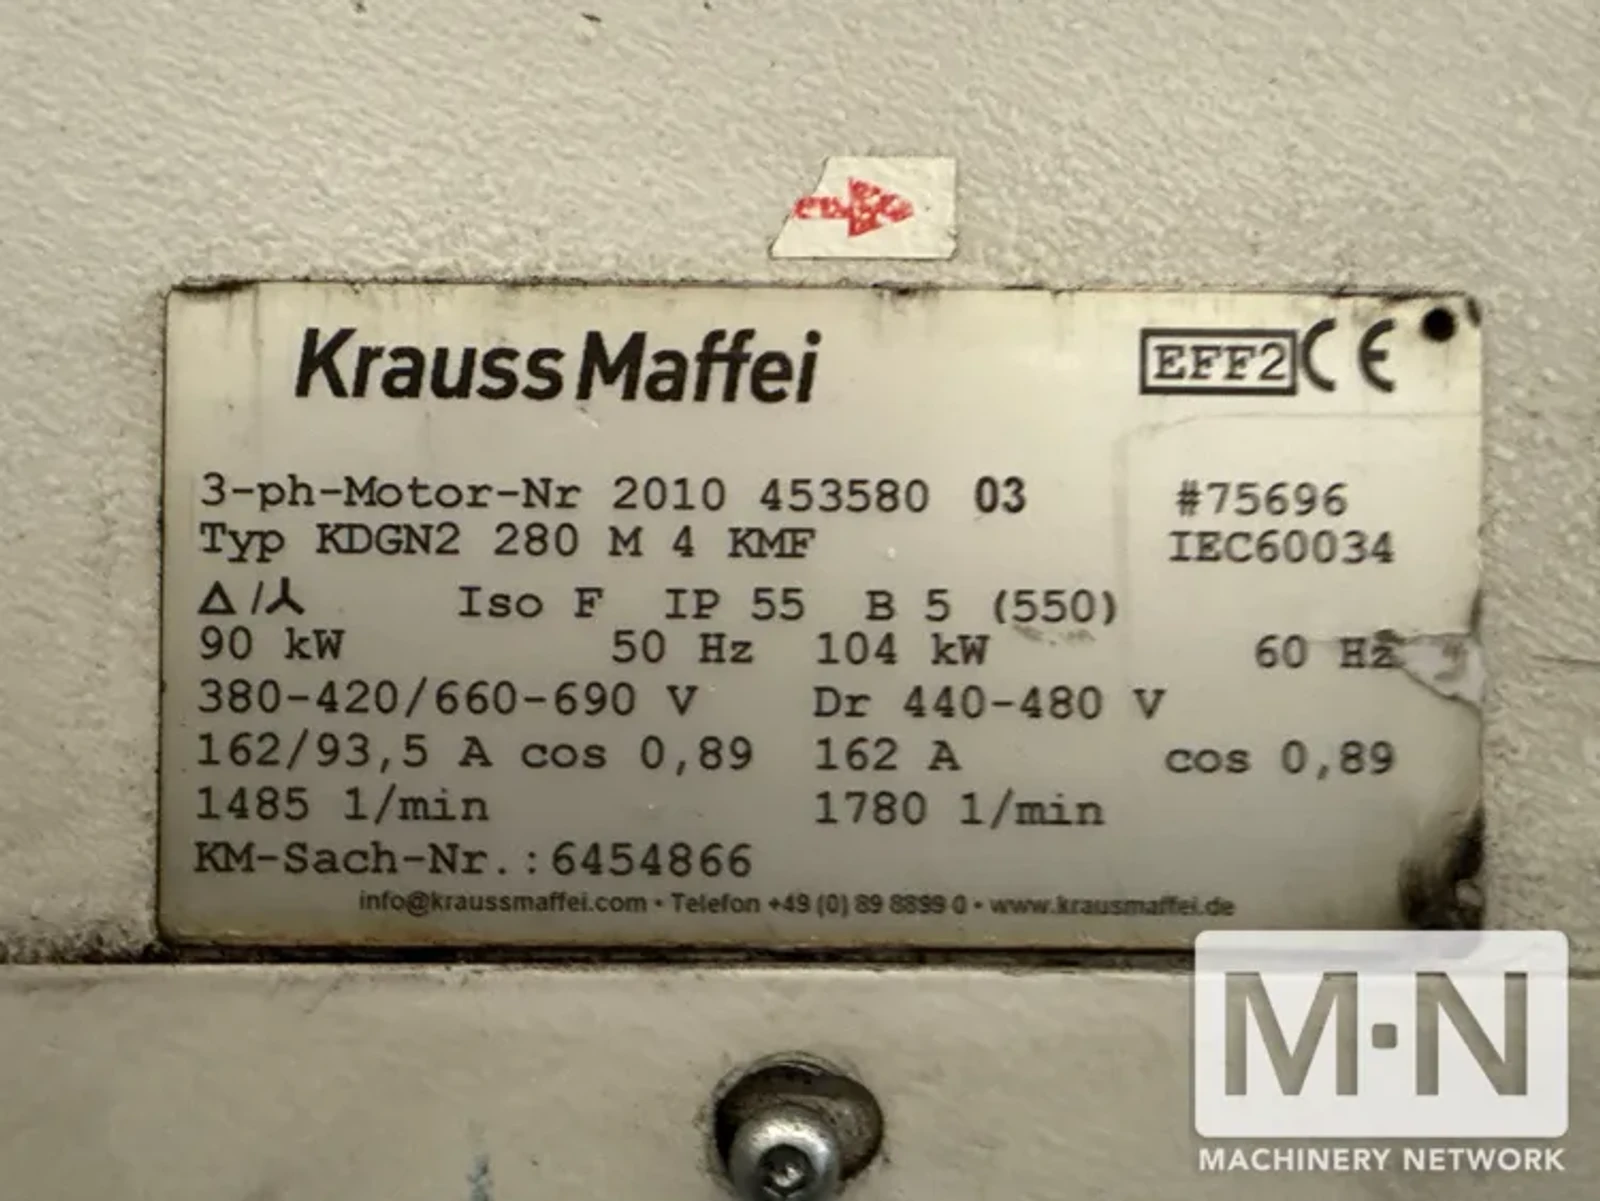 KraussMaffei
EFF2 CE
3-ph-Motor-Nr 2010 453580 03 #75696
Typ KDGN2 280 M 4 KMF IEC60034
Δ/⅄ Iso F IP 55 B 5 (550)
90 kW 50 Hz 104 kW 60 Hz
380-420/660-690 V Dr 440-480 V
162/93,5 A cos 0,89 162 A cos 0,89
1485 1/min 1780 1/min
KM-Sach-Nr.:6454866
info@kraussmaffei.com • Telefon +49 (0) 89 8899 0 • www.krausmaffei.de
M·N
MACHINERY NETWORK